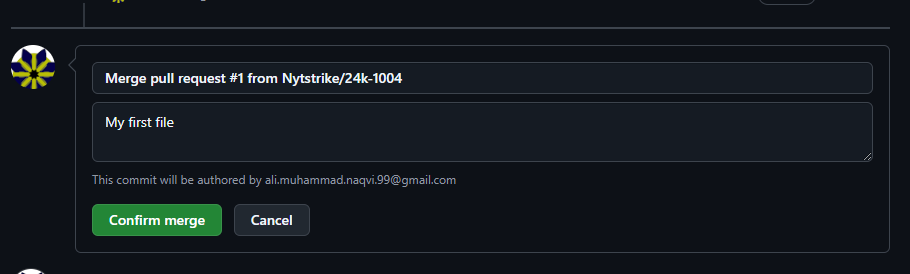 Merge pull request #1 from Nytstrike/24k-1004
My first file
This commit will be authored by ali.muhammad.naqvi.99@gmail.com
Confirm merge
Cancel